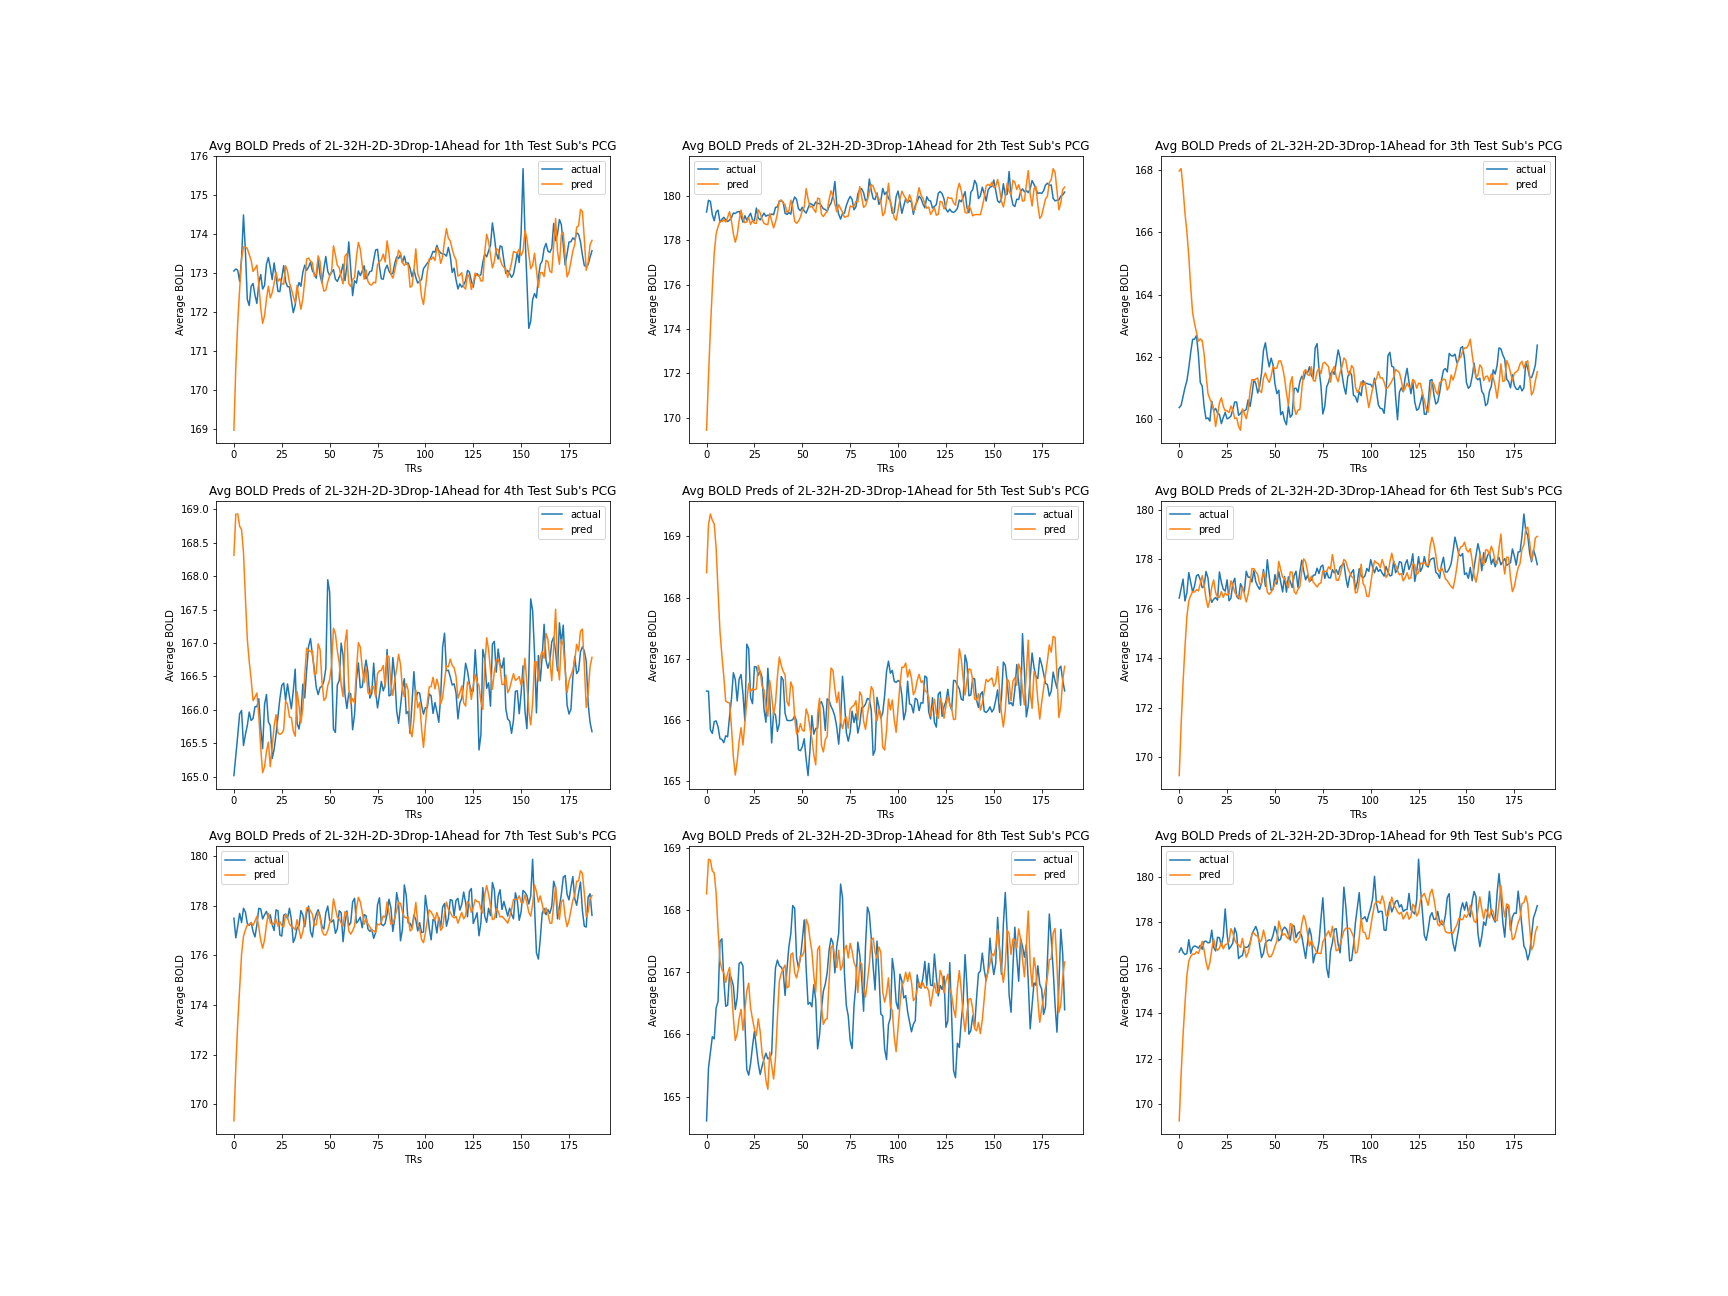 Avg BOLD Preds of 2L-32H-2D-3Drop-1Ahead for 1th Test Sub's PCG
176
175
174
173
172
171
170
169
Average BOLD
actual
pred
0 25 50 75 100 125 150 175
TRs
Avg BOLD Preds of 2L-32H-2D-3Drop-1Ahead for 2th Test Sub's PCG
180
178
176
174
172
170
Average BOLD
actual
pred
0 25 50 75 100 125 150 175
TRs
Avg BOLD Preds of 2L-32H-2D-3Drop-1Ahead for 3th Test Sub's PCG
168
166
164
162
160
Average BOLD
actual
pred
0 25 50 75 100 125 150 175
TRs
Avg BOLD Preds of 2L-32H-2D-3Drop-1Ahead for 4th Test Sub's PCG
169.0
168.5
168.0
167.5
167.0
166.5
166.0
165.5
165.0
Average BOLD
actual
pred
0 25 50 75 100 125 150 175
TRs
Avg BOLD Preds of 2L-32H-2D-3Drop-1Ahead for 5th Test Sub's PCG
169
168
167
166
165
Average BOLD
actual
pred
0 25 50 75 100 125 150 175
TRs
Avg BOLD Preds of 2L-32H-2D-3Drop-1Ahead for 6th Test Sub's PCG
180
178
176
174
172
170
Average BOLD
actual
pred
0 25 50 75 100 125 150 175
TRs
Avg BOLD Preds of 2L-32H-2D-3Drop-1Ahead for 7th Test Sub's PCG
180
178
176
174
172
170
Average BOLD
actual
pred
0 25 50 75 100 125 150 175
TRs
Avg BOLD Preds of 2L-32H-2D-3Drop-1Ahead for 8th Test Sub's PCG
169
168
167
166
165
Average BOLD
actual
pred
0 25 50 75 100 125 150 175
TRs
Avg BOLD Preds of 2L-32H-2D-3Drop-1Ahead for 9th Test Sub's PCG
180
178
176
174
172
170
Average BOLD
actual
pred
0 25 50 75 100 125 150 175
TRs